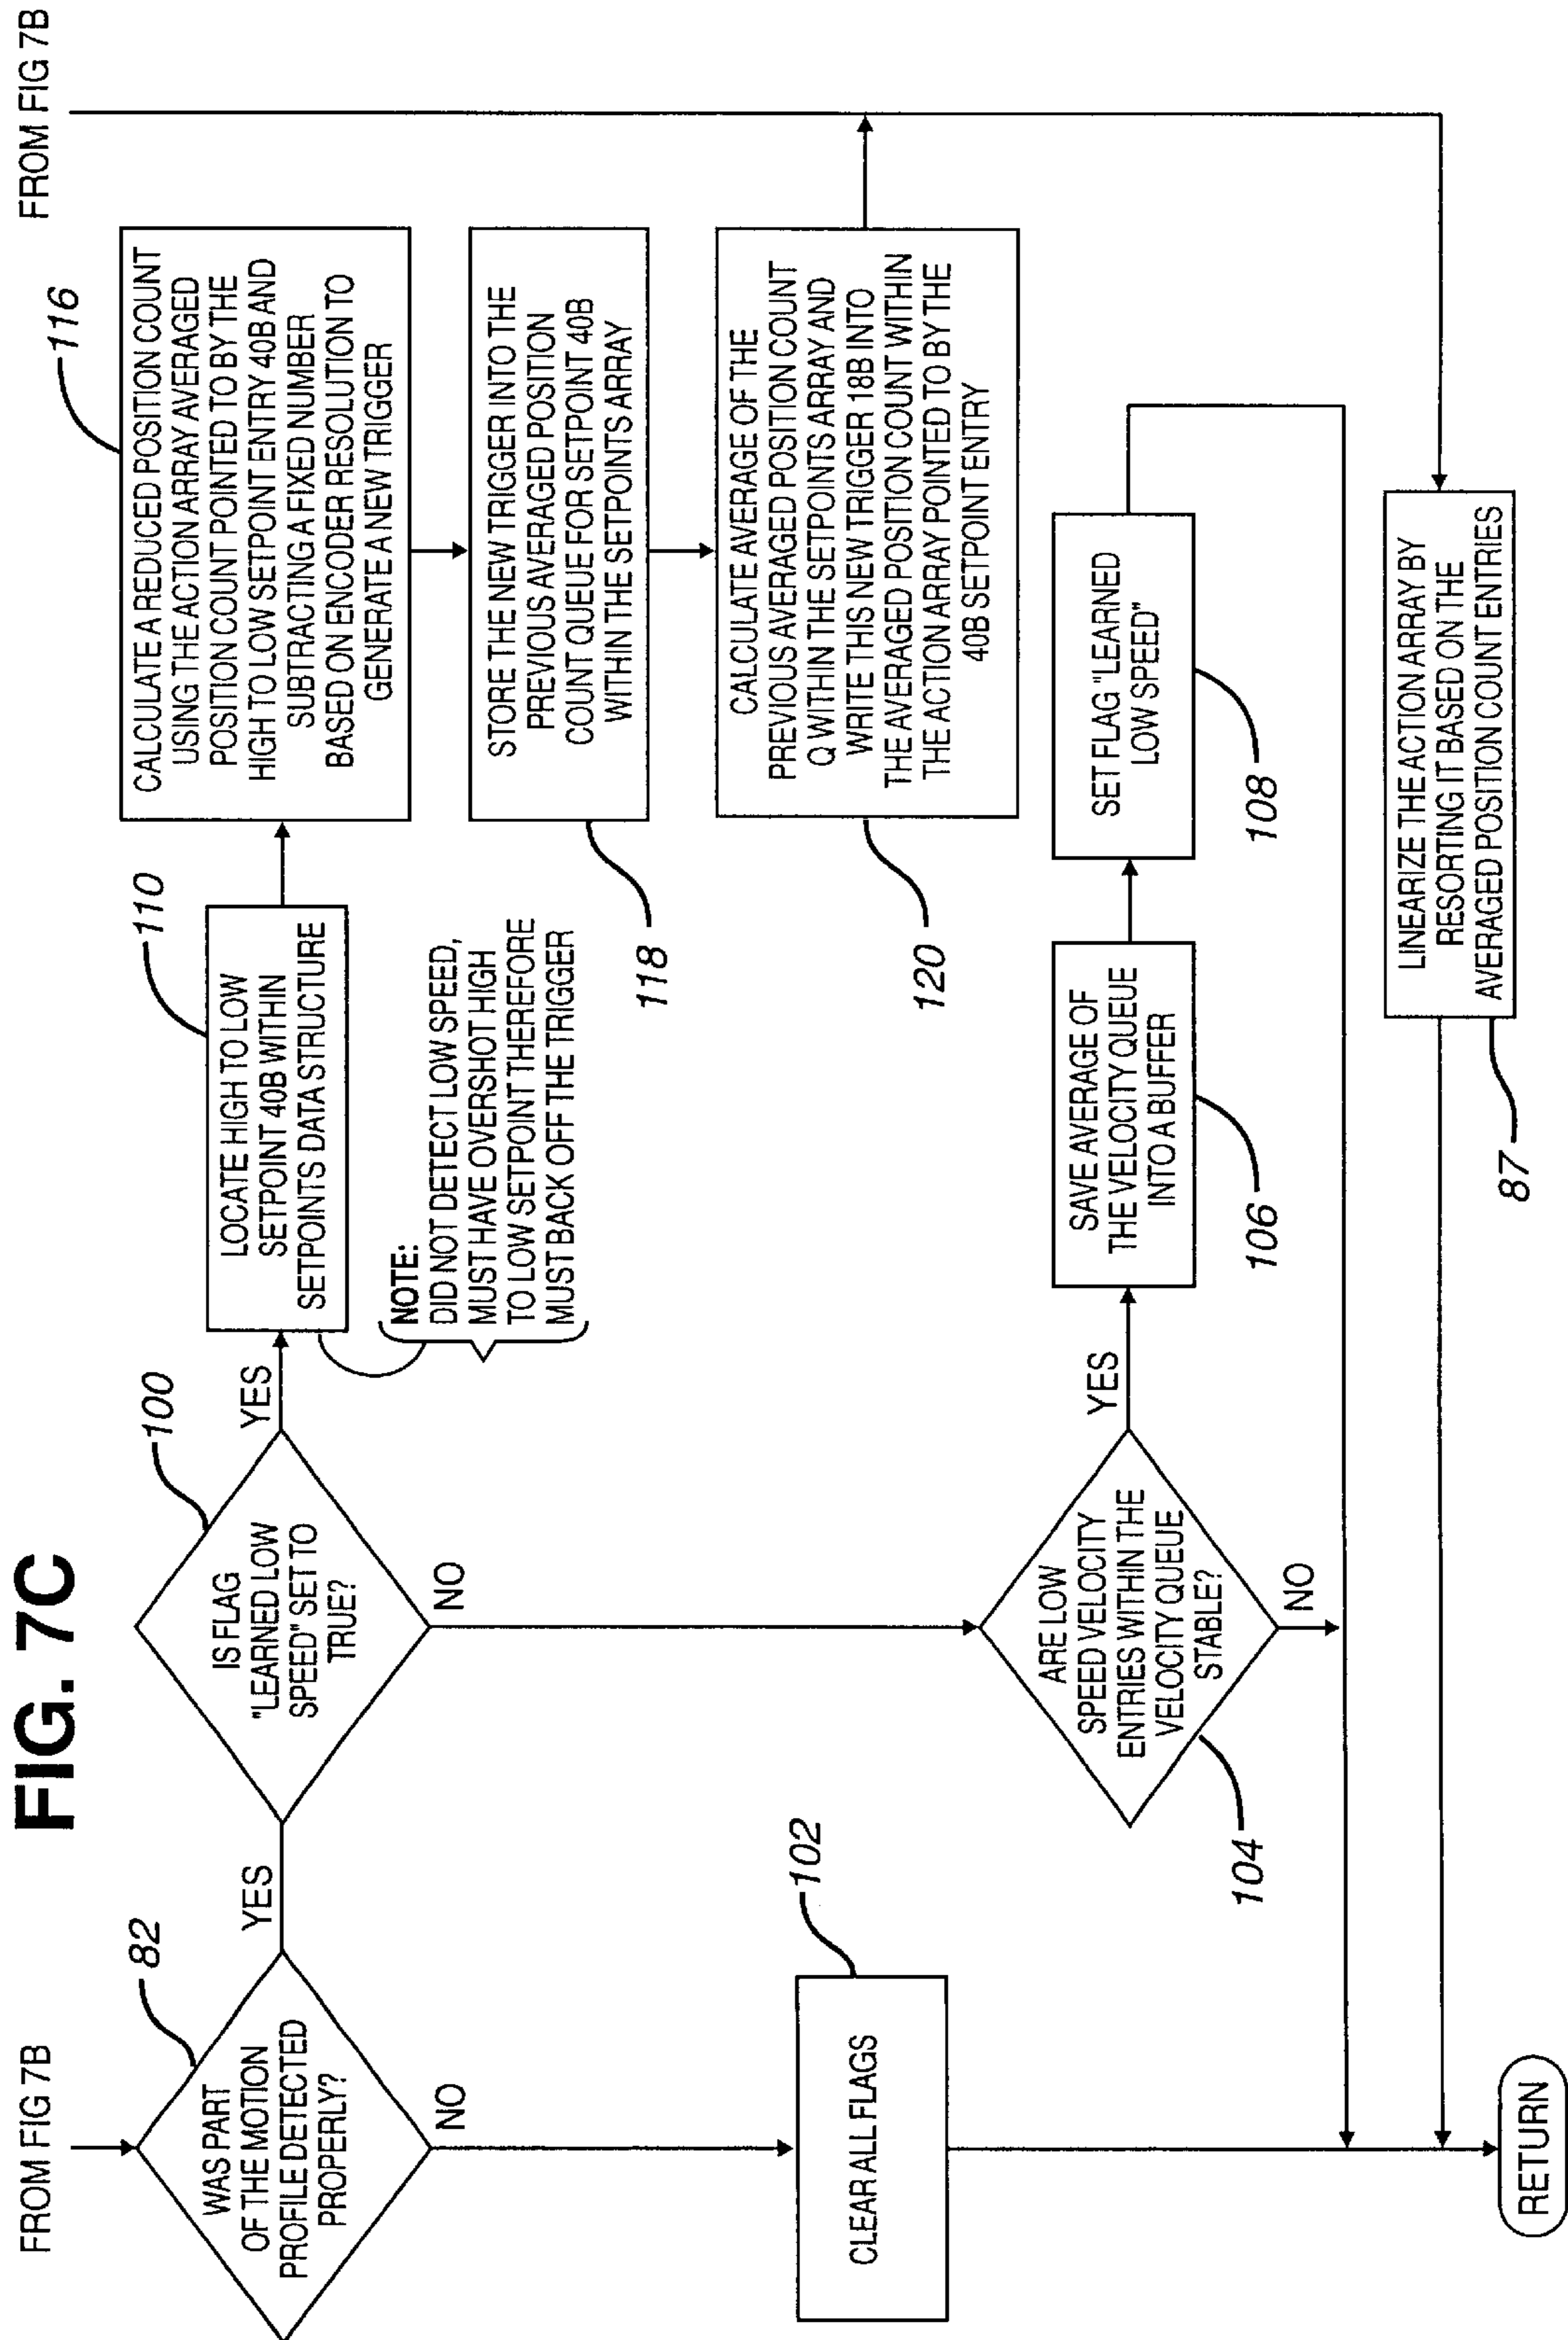 FIG. 7C
FROM FIG 7B
82
WAS PART
OF THE MOTION
PROFILE DETECTED
PROPERLY?
YES
NO
102
CLEAR ALL FLAGS
RETURN
100
IS FLAG
"LEARNED LOW
SPEED" SET TO
TRUE?
YES
NO
110
LOCATE HIGH TO LOW
SETPOINT 40B WITHIN
SETPOINTS DATA STRUCTURE
NOTE:
DID NOT DETECT LOW SPEED,
MUST HAVE OVERSHOT HIGH
TO LOW SETPOINT THEREFORE
MUST BACK OFF THE TRIGGER
116
CALCULATE A REDUCED POSITION COUNT
USING THE ACTION ARRAY AVERAGED
POSITION COUNT POINTED TO BY THE
HIGH TO LOW SETPOINT ENTRY 40B AND
SUBTRACTING A FIXED NUMBER
BASED ON ENCODER RESOLUTION TO
GENERATE A NEW TRIGGER
STORE THE NEW TRIGGER INTO THE
PREVIOUS AVERAGED POSITION
COUNT QUEUE FOR SETPOINT 40B
WITHIN THE SETPOINTS ARRAY
118
CALCULATE AVERAGE OF THE
PREVIOUS AVERAGED POSITION COUNT
Q WITHIN THE SETPOINTS ARRAY AND
WRITE THIS NEW TRIGGER 18B INTO
THE AVERAGED POSITION COUNT WITHIN
THE ACTION ARRAY POINTED TO BY THE
40B SETPOINT ENTRY
120
FROM FIG 7B
ARE LOW
SPEED VELOCITY
ENTRIES WITHIN THE
VELOCITY QUEUE
STABLE?
104
YES
NO
SAVE AVERAGE OF
THE VELOCITY QUEUE
INTO A BUFFER
106
SET FLAG "LEARNED
LOW SPEED"
108
LINEARIZE THE ACTION ARRAY BY
RESORTING IT BASED ON THE
AVERAGED POSITION COUNT ENTRIES
87